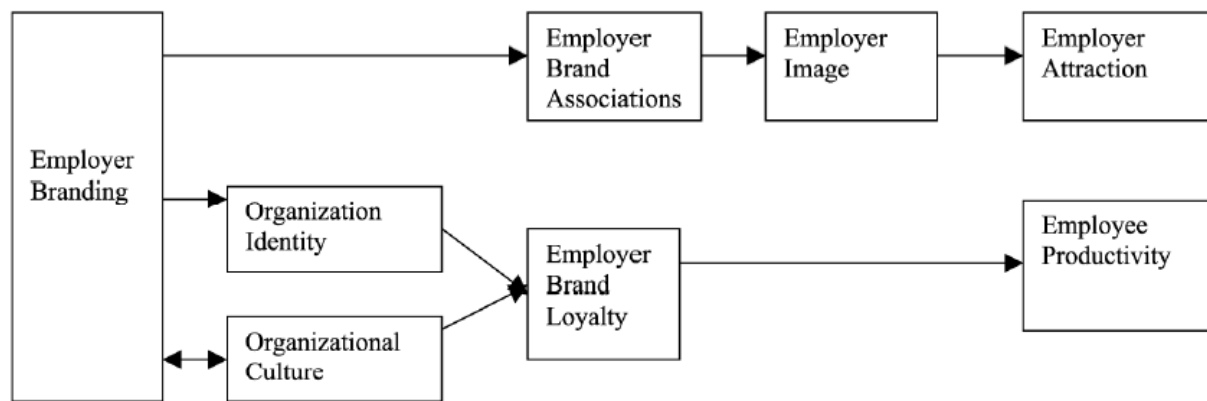 Employer
Brand
Associations
Employer
Image
Employer
Attraction
Employer
Branding
Organization
Identity
Employer
Brand
Loyalty
Employee
Productivity
Organizational
Culture